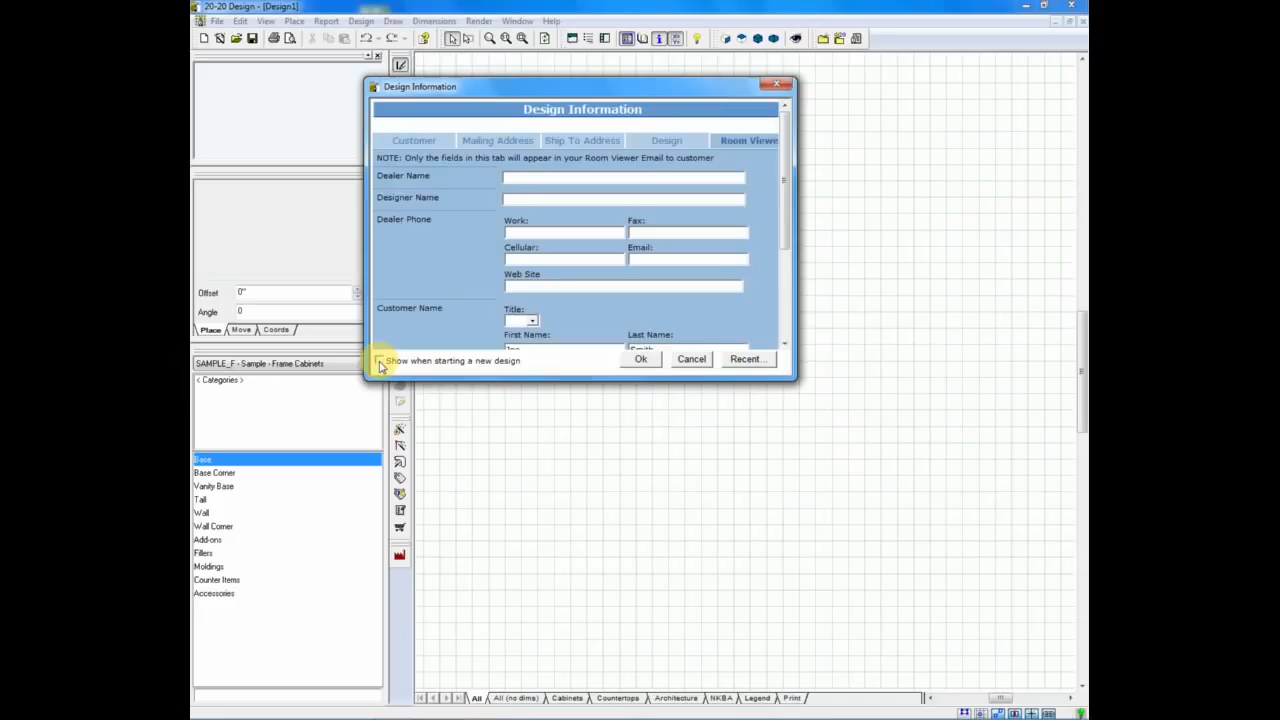 20-20 Design - [Design1]
File Edit View Place Report Design Draw Dimensions Render Window Help
Design Information
Design Information
Customer Mailing Address Ship To Address Design Room Viewe
NOTE: Only the fields in this tab will appear in your Room Viewer Email to customer
Dealer Name
Designer Name
Dealer Phone
Work: Fax:
Cellular: Email:
Web Site
Customer Name
Title:
First Name: Last Name:
Joe Smith
Show when starting a new design
Ok Cancel Recent...
Offset 0"
Angle 0
Place Move Coords
SAMPLE_F - Sample - Frame Cabinets
< Categories >
Base
Base Corner
Vanity Base
Tall
Wall
Wall Corner
Add-ons
Fillers
Moldings
Counter Items
Accessories
All All (no dims) Cabinets Countertops Architecture NKBA Legend Print